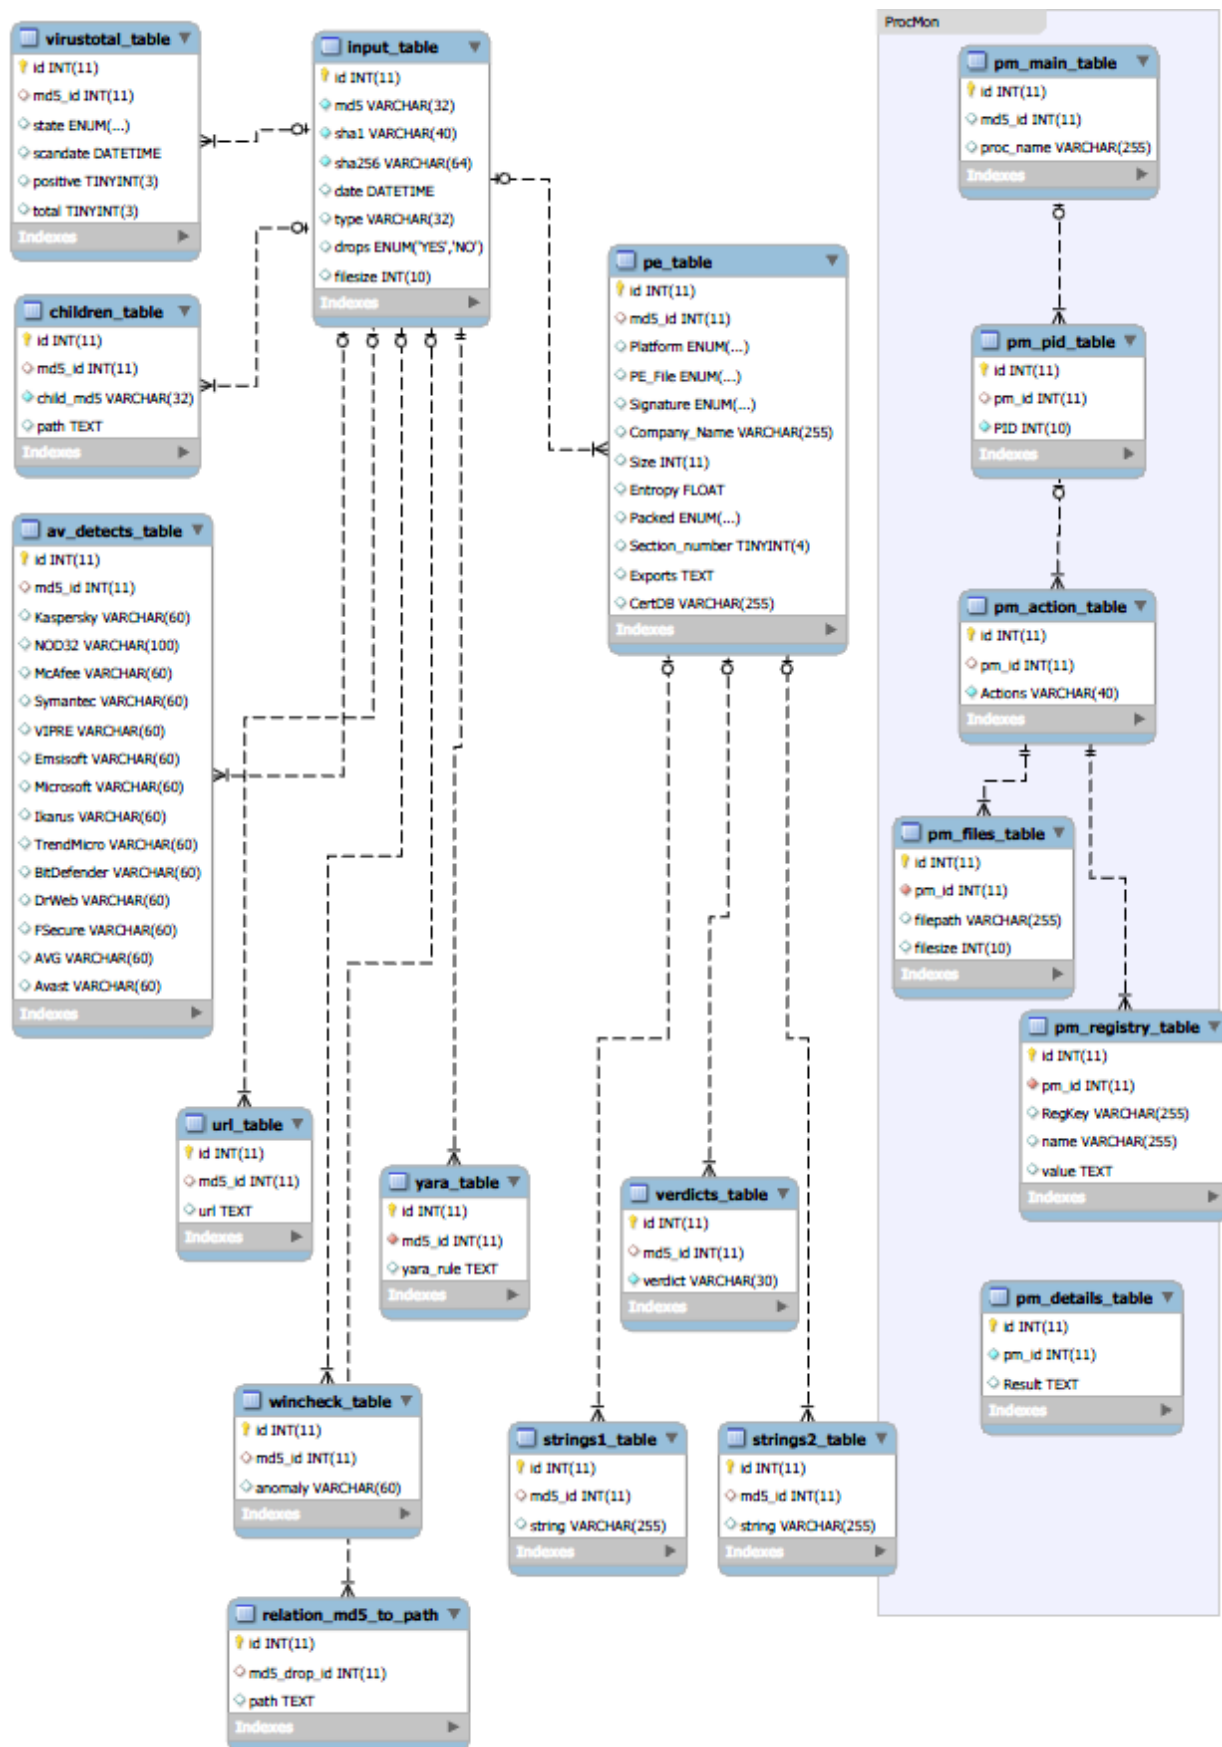 virustotal_table
id INT(11)
md5_id INT(11)
state ENUM(...)
scandate DATETIME
positive TINYINT(3)
total TINYINT(3)
Indexes
input_table
id INT(11)
md5 VARCHAR(32)
sha1 VARCHAR(40)
sha256 VARCHAR(64)
date DATETIME
type VARCHAR(32)
drops ENUM('YES','NO')
filesize INT(10)
Indexes
children_table
id INT(11)
md5_id INT(11)
child_md5 VARCHAR(32)
path TEXT
Indexes
av_detects_table
id INT(11)
md5_id INT(11)
Kaspersky VARCHAR(60)
NOD32 VARCHAR(100)
McAfee VARCHAR(60)
Symantec VARCHAR(60)
VIPRE VARCHAR(60)
Emsisoft VARCHAR(60)
Microsoft VARCHAR(60)
Ikarus VARCHAR(60)
TrendMicro VARCHAR(60)
BitDefender VARCHAR(60)
DrWeb VARCHAR(60)
FSecure VARCHAR(60)
AVG VARCHAR(60)
Avast VARCHAR(60)
Indexes
pe_table
id INT(11)
md5_id INT(11)
Platform ENUM(...)
PE_File ENUM(...)
Signature ENUM(...)
Company_Name VARCHAR(255)
Size INT(11)
Entropy FLOAT
Packed ENUM(...)
Section_number TINYINT(4)
Exports TEXT
CertDB VARCHAR(255)
Indexes
url_table
id INT(11)
md5_id INT(11)
url TEXT
Indexes
yara_table
id INT(11)
md5_id INT(11)
yara_rule TEXT
Indexes
verdicts_table
id INT(11)
md5_id INT(11)
verdict VARCHAR(30)
Indexes
wincheck_table
id INT(11)
md5_id INT(11)
anomaly VARCHAR(60)
Indexes
strings1_table
id INT(11)
md5_id INT(11)
string VARCHAR(255)
Indexes
strings2_table
id INT(11)
md5_id INT(11)
string VARCHAR(255)
Indexes
relation_md5_to_path
id INT(11)
md5_drop_id INT(11)
path TEXT
Indexes
ProcMon
pm_main_table
id INT(11)
md5_id INT(11)
proc_name VARCHAR(255)
Indexes
pm_pid_table
id INT(11)
pm_id INT(11)
PID INT(10)
Indexes
pm_action_table
id INT(11)
pm_id INT(11)
Actions VARCHAR(40)
Indexes
pm_files_table
id INT(11)
pm_id INT(11)
filepath VARCHAR(255)
filesize INT(10)
Indexes
pm_registry_table
id INT(11)
pm_id INT(11)
RegKey VARCHAR(255)
name VARCHAR(255)
value TEXT
Indexes
pm_details_table
id INT(11)
pm_id INT(11)
Result TEXT
Indexes